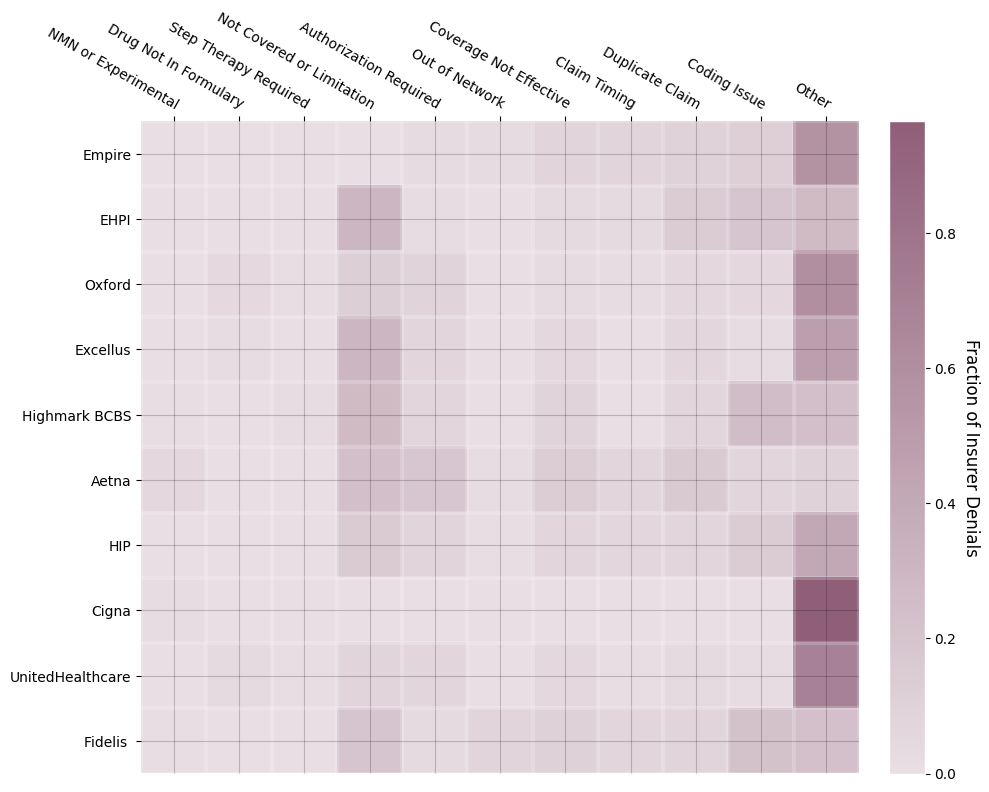 NMN or Experimental
Drug Not In Formulary
Step Therapy Required
Not Covered or Limitation
Authorization Required
Out of Network
Coverage Not Effective
Claim Timing
Duplicate Claim
Coding Issue
Other
Empire
EHPI
Oxford
Excellus
Highmark BCBS
Aetna
HIP
Cigna
UnitedHealthcare
Fidelis
0.8
0.6
0.4
0.2
0.0
Fraction of Insurer Denials